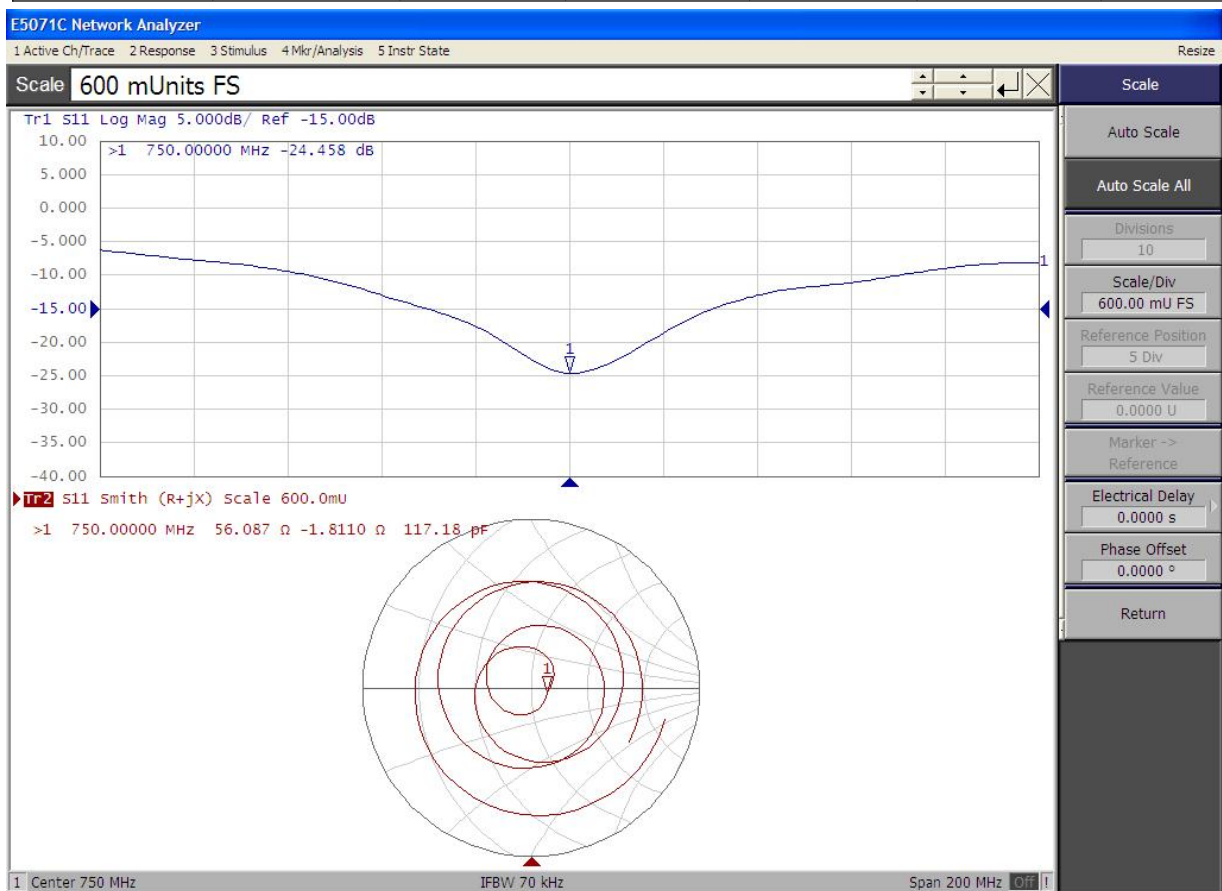 E5071C Network Analyzer
1 Active Ch/Trace 2 Response 3 Stimulus 4 Mkr/Analysis 5 Instr State Resize
Scale 600 mUnits FS
Scale
Tr1 S11 Log Mag 5.000dB/ Ref -15.00dB
>1 750.00000 MHz -24.458 dB
10.00
5.000
0.000
-5.000
-10.00
-15.00
-20.00
-25.00
-30.00
-35.00
-40.00
1
1
Tr2 S11 Smith (R+jX) Scale 600.0mU
>1 750.00000 MHz 56.087 Ω -1.8110 Ω 117.18 pF
1
Auto Scale
Auto Scale All
Divisions
10
Scale/Div
600.00 mU FS
Reference Position
5 Div
Reference Value
0.0000 U
Marker ->
Reference
Electrical Delay
0.0000 s
Phase Offset
0.0000 °
Return
1 Center 750 MHz IFBW 70 kHz Span 200 MHz Off !